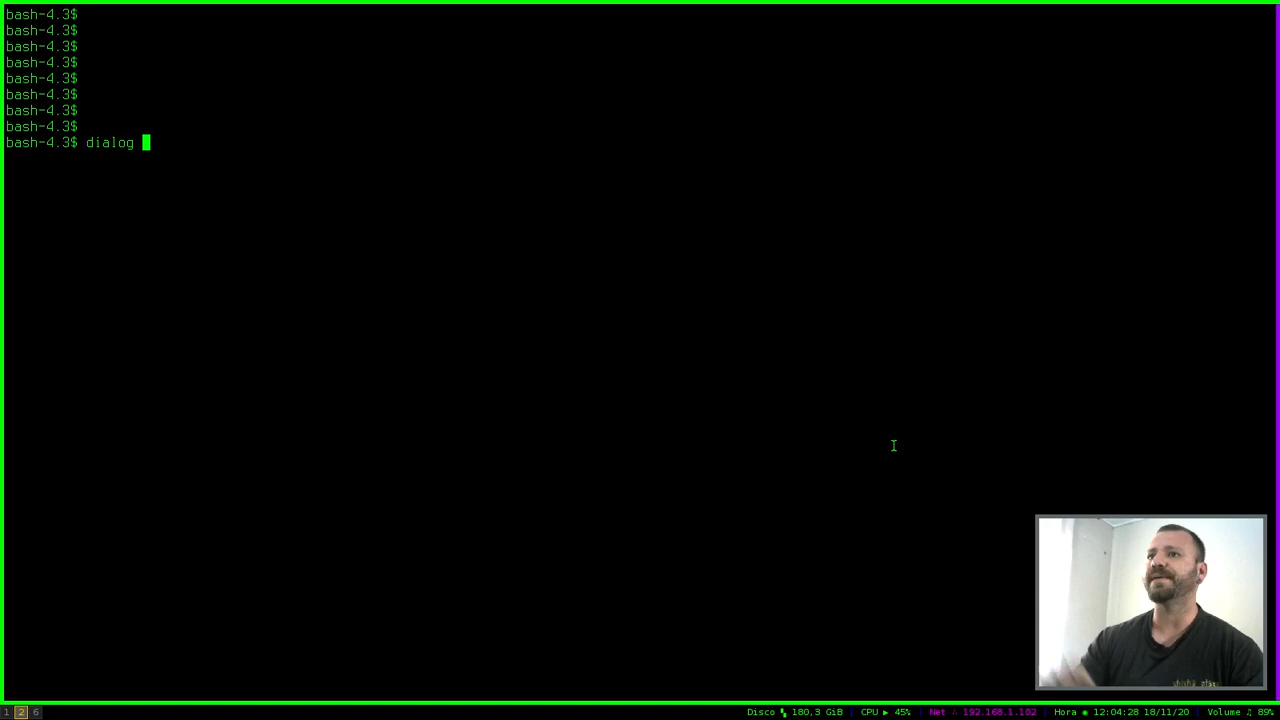 bash-4.3$
bash-4.3$
bash-4.3$
bash-4.3$
bash-4.3$
bash-4.3$
bash-4.3$
bash-4.3$
bash-4.3$ dialog
1 2 6 Disco 180,3 GiB | CPU ▶ 45% | Net 192.168.1.102 | Hora ◉ 12:04:28 18/11/20 | Volume ♫ 89%